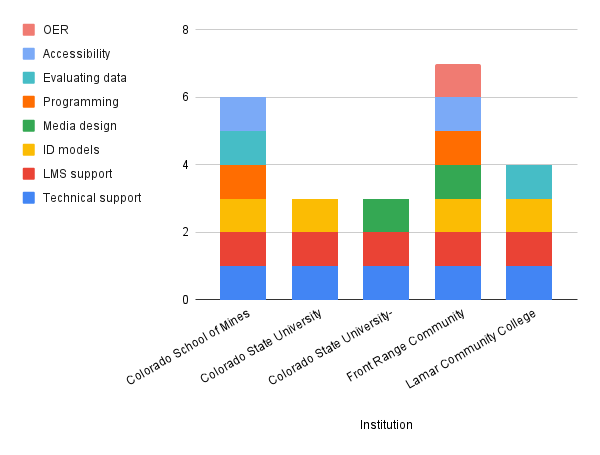 OER
Accessibility
Evaluating data
Programming
Media design
ID models
LMS support
Technical support
8
6
4
2
0
Colorado School of Mines
Colorado State University
Colorado State University-
Front Range Community
Lamar Community College
Institution